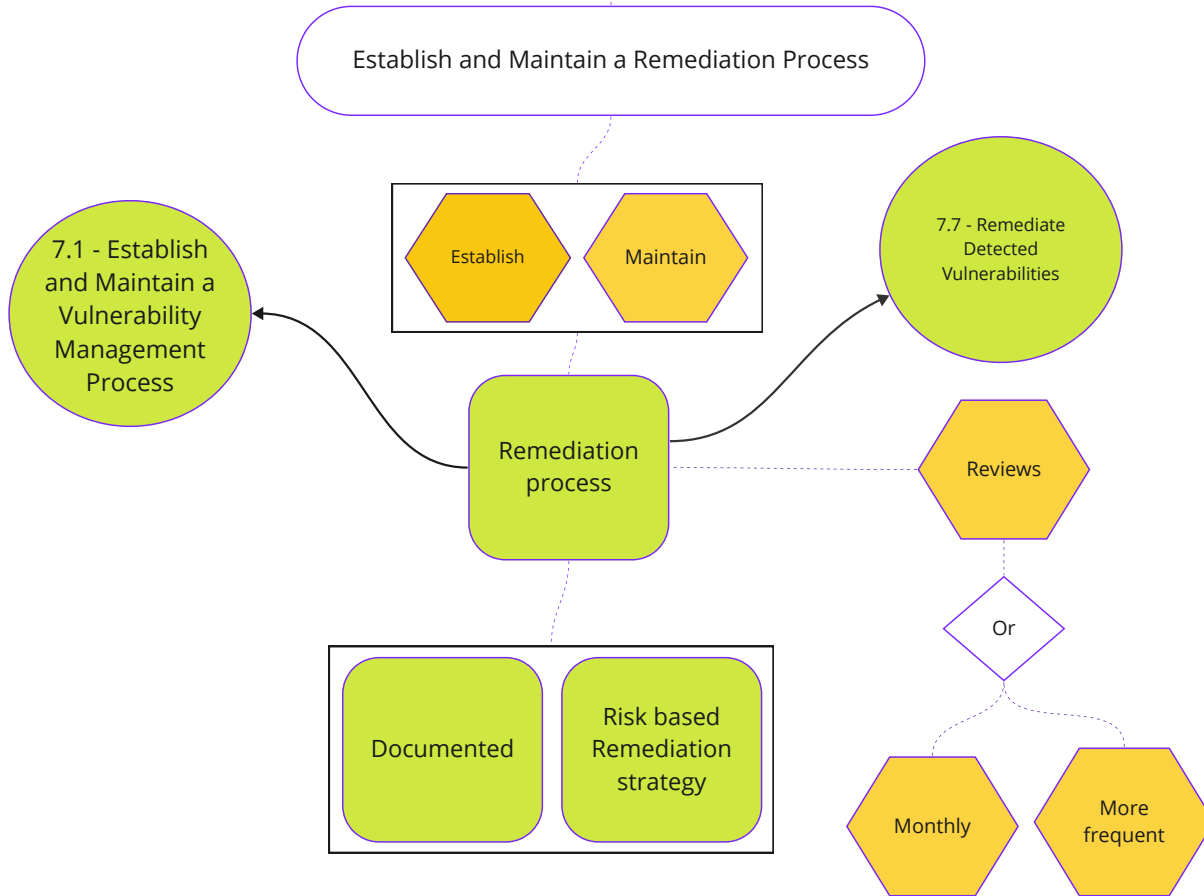 Establish and Maintain a Remediation Process
7.1 - Establish
and Maintain a
Vulnerability
Management
Process
Establish
Maintain
7.7 - Remediate
Detected
Vulnerabilities
Remediation
process
Reviews
Or
Documented
Risk based
Remediation
strategy
Monthly
More
frequent